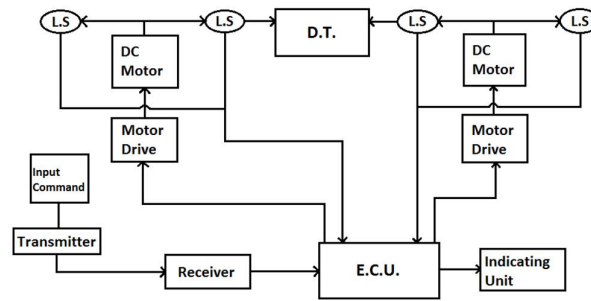 L.S
L.S
D.T.
L.S
L.S
DC
Motor
DC
Motor
Motor
Drive
Motor
Drive
Input
Command
Transmitter
Receiver
E.C.U.
Indicating
Unit